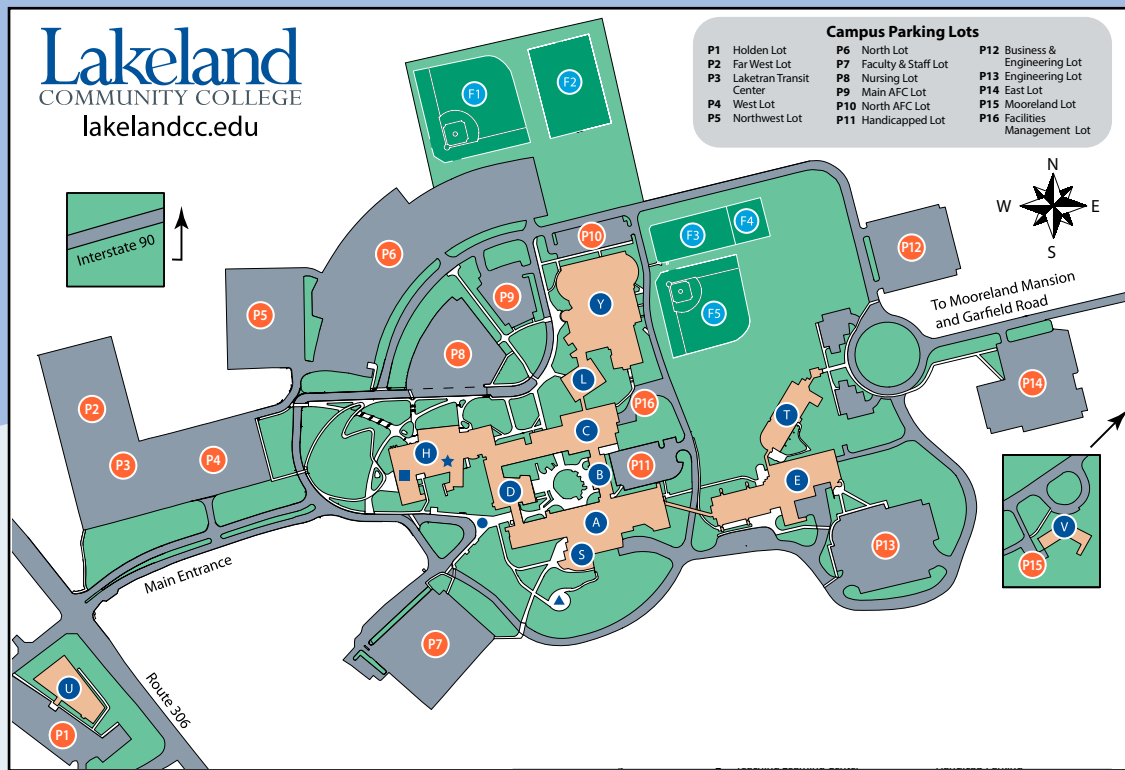 Lakeland
COMMUNITY COLLEGE
lakelandcc.edu
Campus Parking Lots
P1 Holden Lot
P2 Far West Lot
P3 Laketran Transit
Center
P4 West Lot
P5 Northwest Lot
P6 North Lot
P7 Faculty & Staff Lot
P8 Nursing Lot
P9 Main AFC Lot
P10 North AFC Lot
P11 Handicapped Lot
P12 Business &
Engineering Lot
P13 Engineering Lot
P14 East Lot
P15 Mooreland Lot
P16 Facilities
Management Lot
N
W E
S
Interstate 90
F1
F2
F3
F4
F5
P10
P12
P6
P9
P5
P8
Y
To Mooreland Mansion
and Garfield Road
L
P16
P14
P2
P3
P4
T
C
H
P11
B
E
D
A
S
P13
V
P15
Main Entrance
P7
U
P1
Route 306